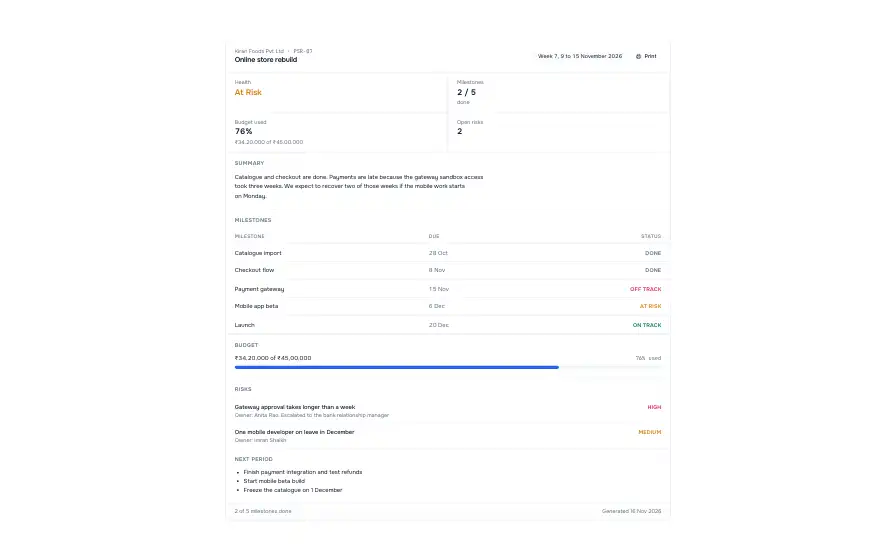 Kiran Foods Pvt Ltd · PSR-07
Online store rebuild
Week 7, 9 to 15 November 2026
Print
Health
At Risk
Milestones
2 / 5
done
Budget used
76%
₹34,20,000 of ₹45,00,000
Open risks
2
SUMMARY
Catalogue and checkout are done. Payments are late because the gateway sandbox access
took three weeks. We expect to recover two of those weeks if the mobile work starts
on Monday.
MILESTONES
MILESTONE DUE STATUS
Catalogue import 28 Oct DONE
Checkout flow 8 Nov DONE
Payment gateway 19 Nov OFF TRACK
Mobile app beta 6 Dec AT RISK
Launch 20 Dec ON TRACK
BUDGET
₹34,20,000 of ₹45,00,000 76% used
RISKS
Gateway approval takes longer than a week HIGH
Owner: Anita Rao. Escalated to the bank relationship manager
One mobile developer on leave in December MEDIUM
Owner: Imran Shaikh
NEXT PERIOD
• Finish payment integration and test refunds
• Start mobile beta build
• Freeze the catalogue on 1 December
2 of 5 milestones done Generated 16 Nov 2026